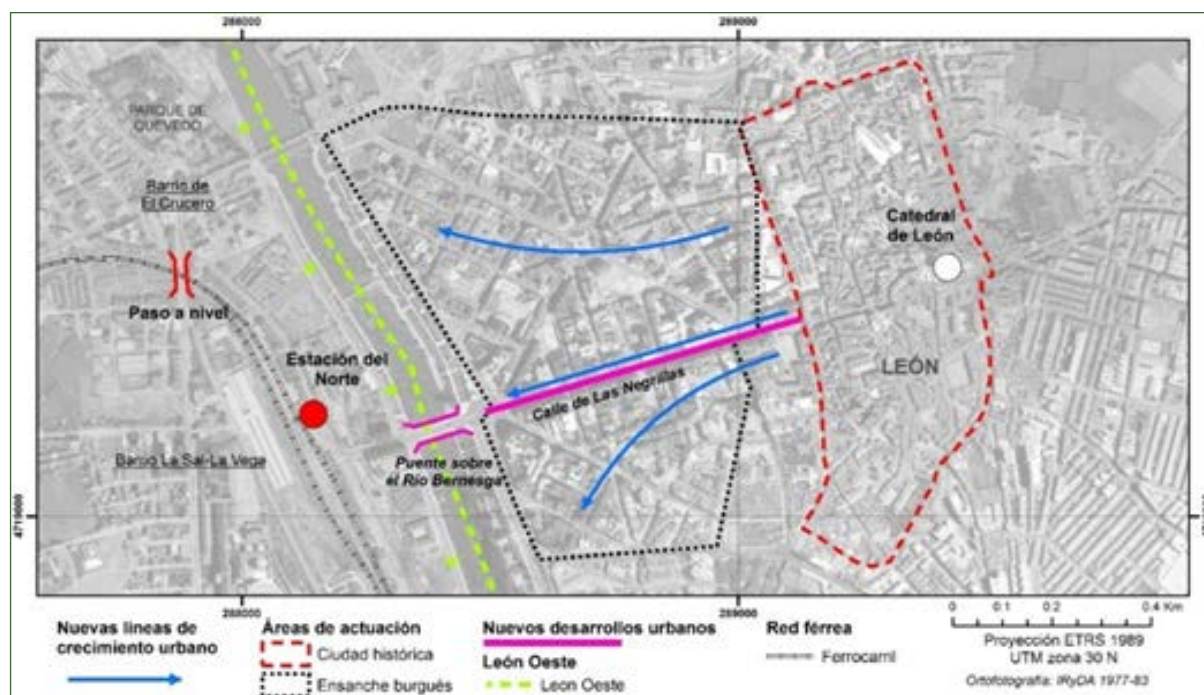 288000
289000
PARQUE DE
QUEVEDO
Barrio de
El Crucero
Catedral
de León
Paso a nivel
Estación del
Norte
LEÓN
Calle de Las Negrillas
Barrio La Sal-La Vega
Puente sobre
el Río Bernesga
4719000
288000
289000
Nuevas líneas de
crecimiento urbano
Áreas de actuación
Ciudad histórica
Ensanche burgués
Nuevos desarrollos urbanos
León Oeste
Leon Oeste
Red férrea
Ferrocarril
0 0.1 0.2 0.4 Km
Proyección ETRS 1989
UTM zona 30 N
Ortofotografía: IRyDA 1977-83